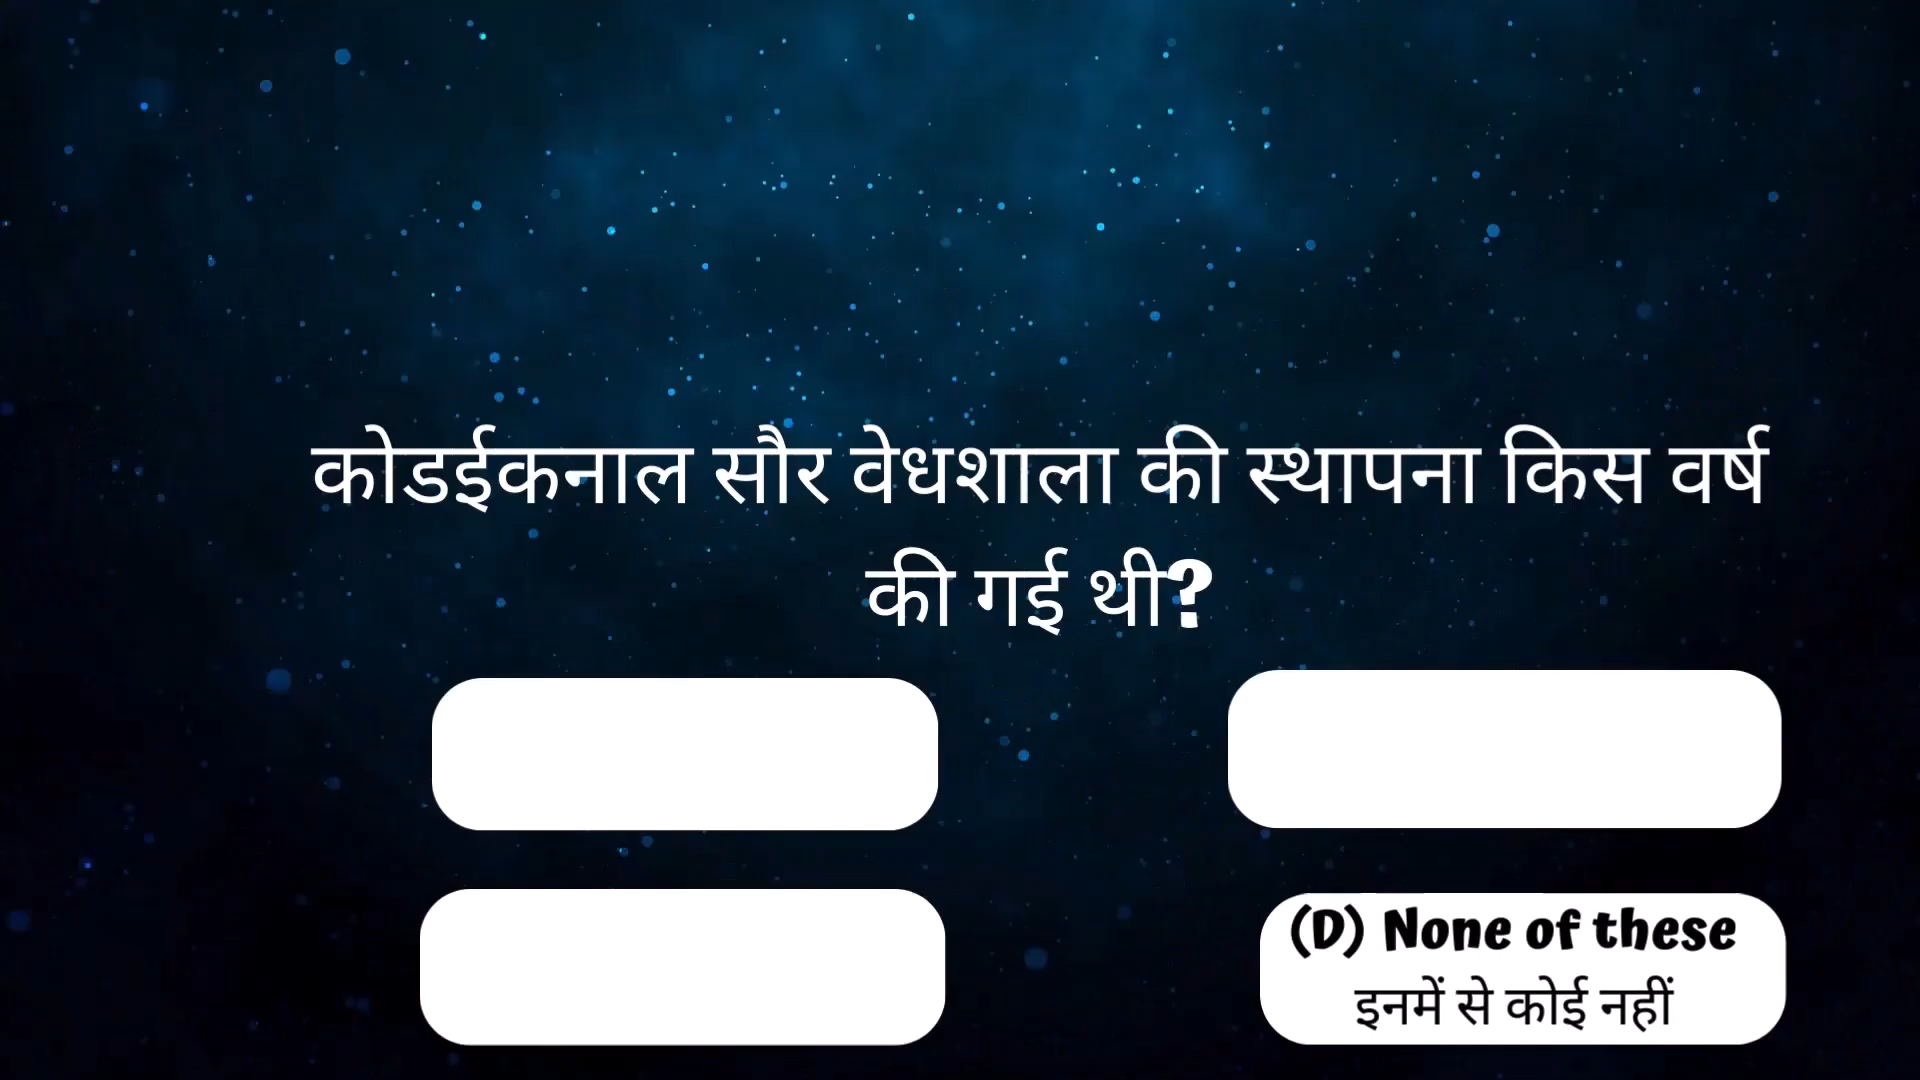 कोडईकनाल सौर वेधशाला की स्थापना किस वर्ष
की गई थी?
(D) None of these
इनमें से कोई नहीं